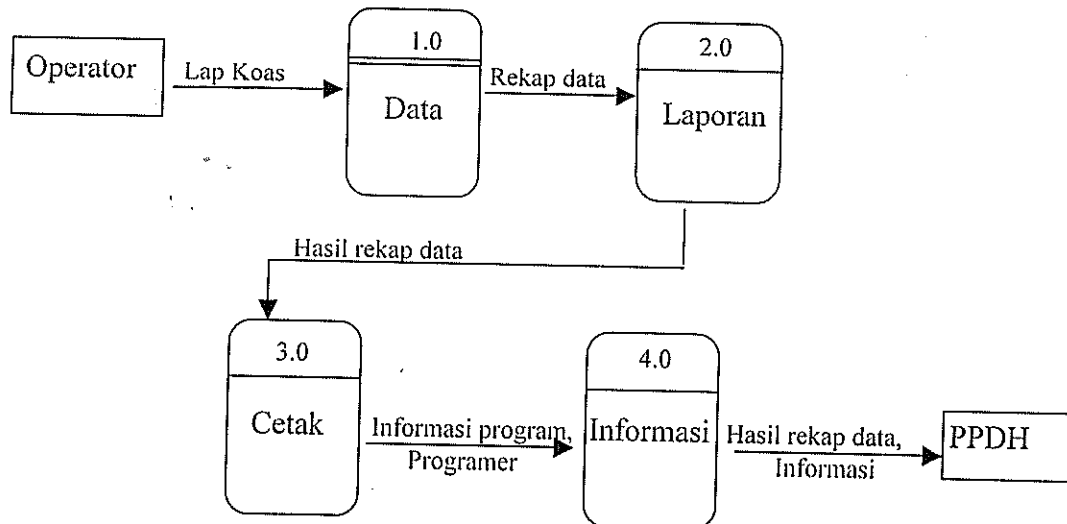 Operator
Lap Koas
1.0
Data
Rekap data
2.0
Laporan
Hasil rekap data
3.0
Cetak
Informasi program,
Programer
4.0
Informasi
Hasil rekap data,
Informasi
PPDH